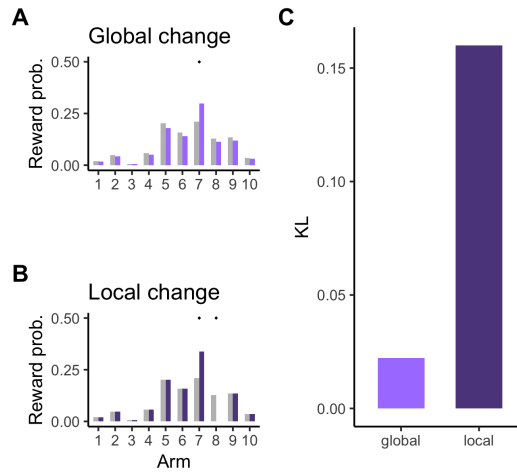 A
Global change
Reward prob.
0.50
0.25
0.00
1 2 3 4 5 6 7 8 9 10
B
Local change
Reward prob.
0.50
0.25
0.00
1 2 3 4 5 6 7 8 9 10
Arm
C
KL
0.15
0.10
0.05
0.00
global local